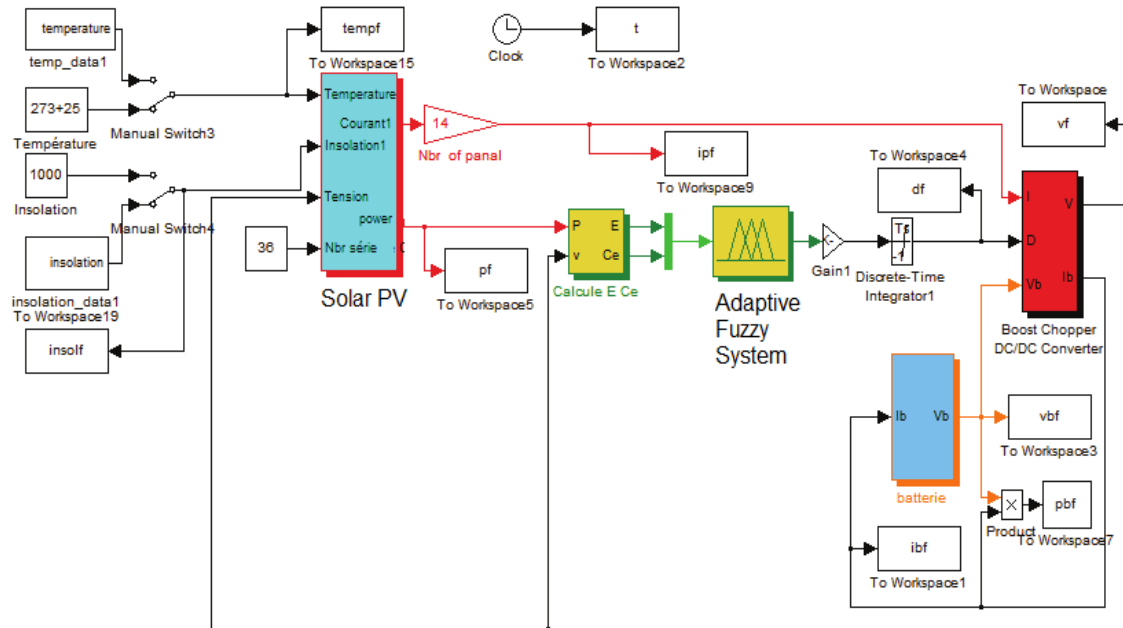 temperature
temp_data1
273+25
Température
Manual Switch3
1000
Insolation
Manual Switch4
insolation
insolation_data1
To Workspace19
insolf
tempf
To Workspace15
Temperature
Courant1
Insolation1
Tension
power
Nbr série
36
Solar PV
14
Nbr of panal
Clock
t
To Workspace2
ipf
To Workspace9
pf
To Workspace5
P
E
v
Ce
Calcule E Ce
Adaptive
Fuzzy
System
Gain1
Ts
-1
Discrete-Time
Integrator1
To Workspace4
df
To Workspace
vf
I
V
D
Ib
Vb
Boost Chopper
DC/DC Converter
Ib
Vb
batterie
vbf
To Workspace3
Product
pbf
To Workspace7
ibf
To Workspace1